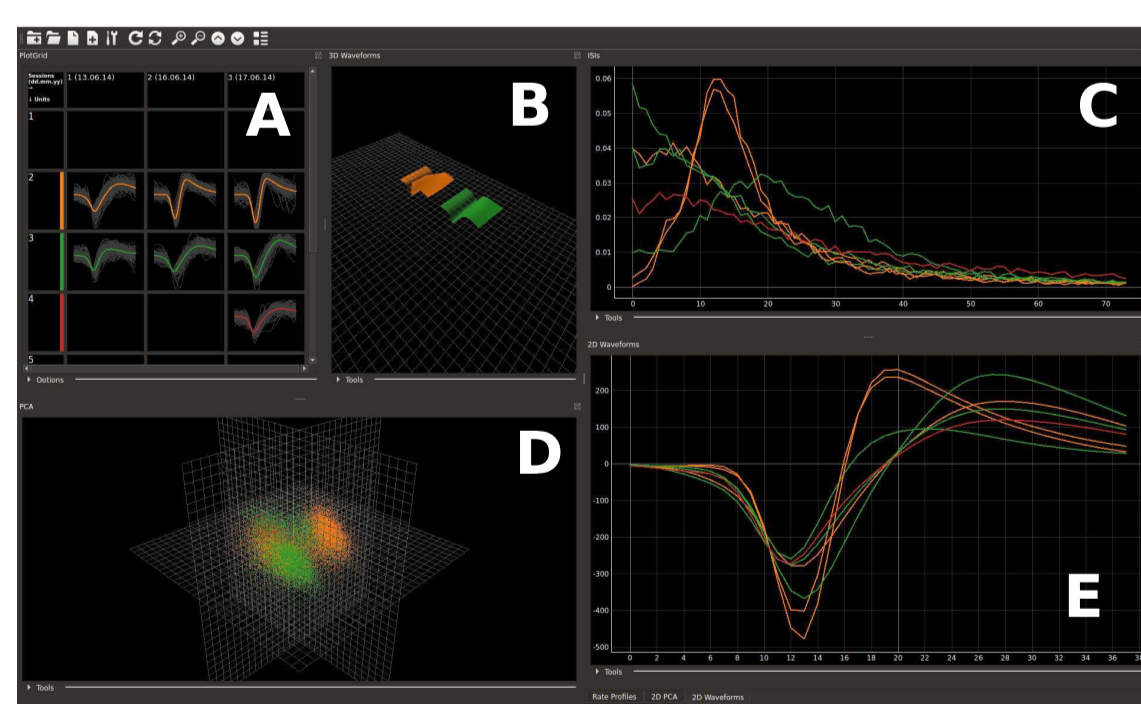 PlotGrid
Sessions
(dd.mm.yy)
→
↓ Units
1 (13.06.14) 2 (16.06.14) 3 (17.06.14)
1
2
3
4
5
A
Options
3D Waveforms
B
Tools
ISIs
C
0.06
0.05
0.04
0.03
0.02
0.01
0
0 10 20 30 40 50 60 70
Tools
PCA
D
Tools
2D Waveforms
200
100
0
-100
-200
-300
-400
-500
0 2 4 6 8 10 12 14 16 18 20 22 24 26 28 30 32 34 36
E
Tools
Rate Profiles 2D PCA 2D Waveforms